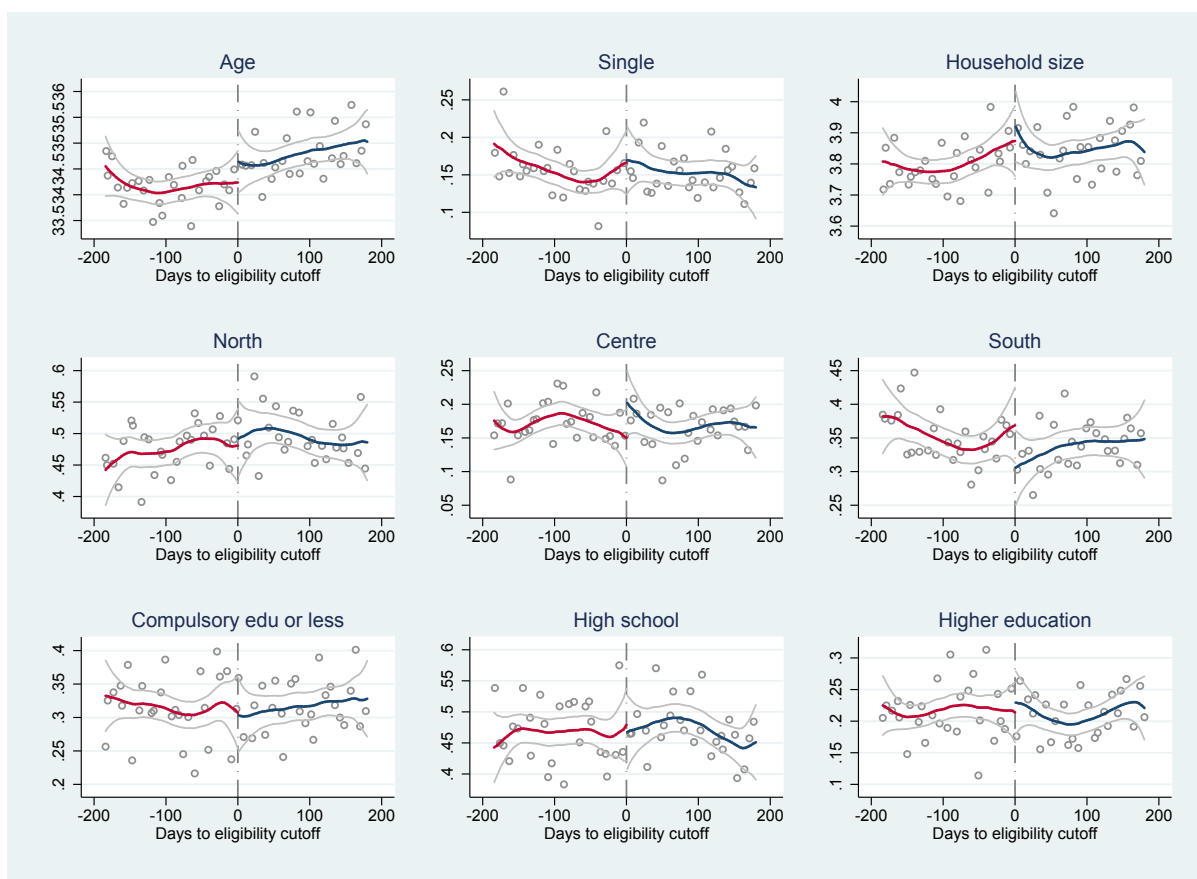 Age
33.53434.53535.536
-200 -100 0 100 200
Days to eligibility cutoff
Single
.25
.2
.15
.1
-200 -100 0 100 200
Days to eligibility cutoff
Household size
4
3.9
3.8
3.7
3.6
-200 -100 0 100 200
Days to eligibility cutoff
North
.6
.55
.5
.45
.4
-200 -100 0 100 200
Days to eligibility cutoff
Centre
.25
.2
.15
.1
.05
-200 -100 0 100 200
Days to eligibility cutoff
South
.45
.4
.35
.3
.25
-200 -100 0 100 200
Days to eligibility cutoff
Compulsory edu or less
.4
.35
.3
.25
.2
-200 -100 0 100 200
Days to eligibility cutoff
High school
.6
.55
.5
.45
.4
-200 -100 0 100 200
Days to eligibility cutoff
Higher education
.3
.25
.2
.15
.1
-200 -100 0 100 200
Days to eligibility cutoff